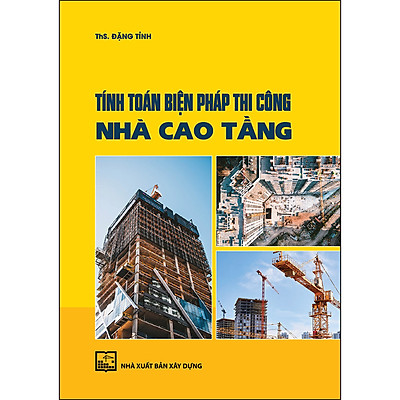 ThS. ĐẶNG TỈNH
TÍNH TOÁN BIỆN PHÁP THI CÔNG
NHÀ CAO TẦNG
NHÀ XUẤT BẢN XÂY DỰNG